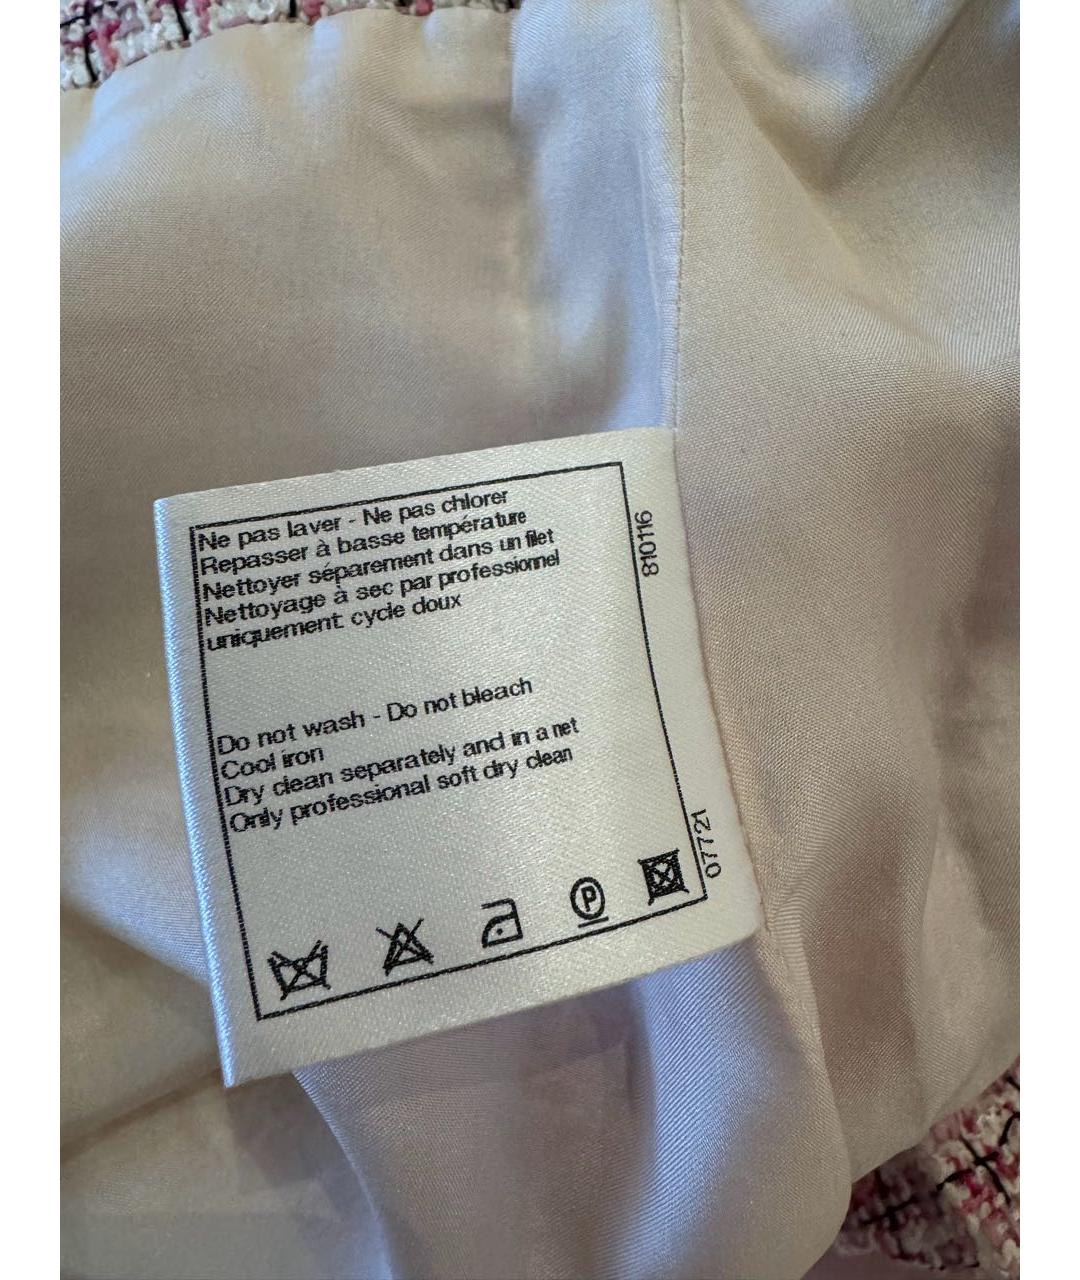 Ne pas laver - Ne pas chlorer
Repasser à basse température
Nettoyer séparement dans un filet
Nettoyage à sec par professionnel
uniquement: cycle doux
Do not wash - Do not bleach
Cool iron
Dry clean separately and in a net
Only professional soft dry clean
P
810116
07721